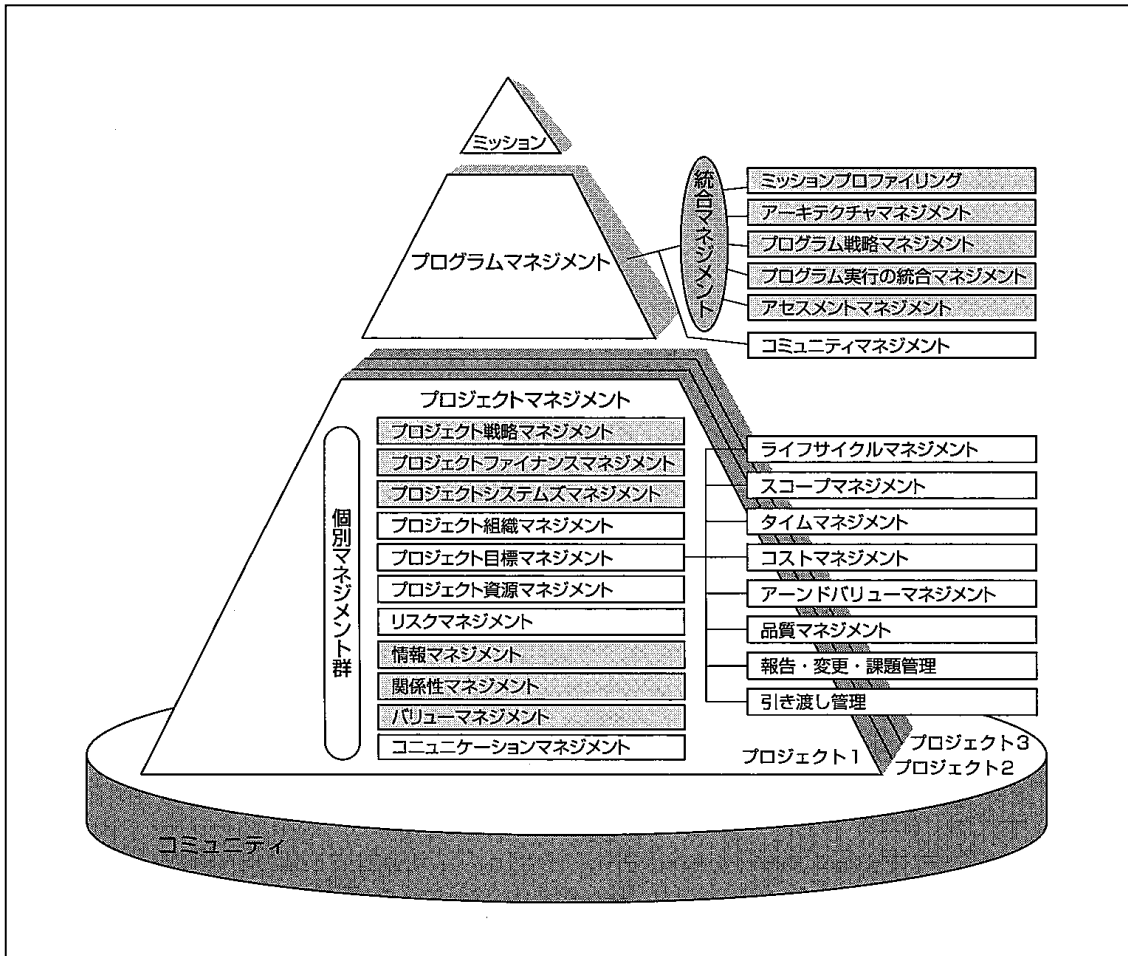 ミッション
プログラムマネジメント
統合マネジメント
ミッションプロファイリング
アーキテクチャマネジメント
プログラム戦略マネジメント
プログラム実行の統合マネジメント
アセスメントマネジメント
コミュニティマネジメント
プロジェクトマネジメント
個別マネジメント群
プロジェクト戦略マネジメント
プロジェクトファイナンスマネジメント
プロジェクトシステムズマネジメント
プロジェクト組織マネジメント
プロジェクト目標マネジメント
プロジェクト資源マネジメント
リスクマネジメント
情報マネジメント
関係性マネジメント
バリューマネジメント
コニュニケーションマネジメント
ライフサイクルマネジメント
スコープマネジメント
タイムマネジメント
コストマネジメント
アーンドバリューマネジメント
品質マネジメント
報告・変更・課題管理
引き渡し管理
プロジェクト1
プロジェクト3
プロジェクト2
コミュニティ